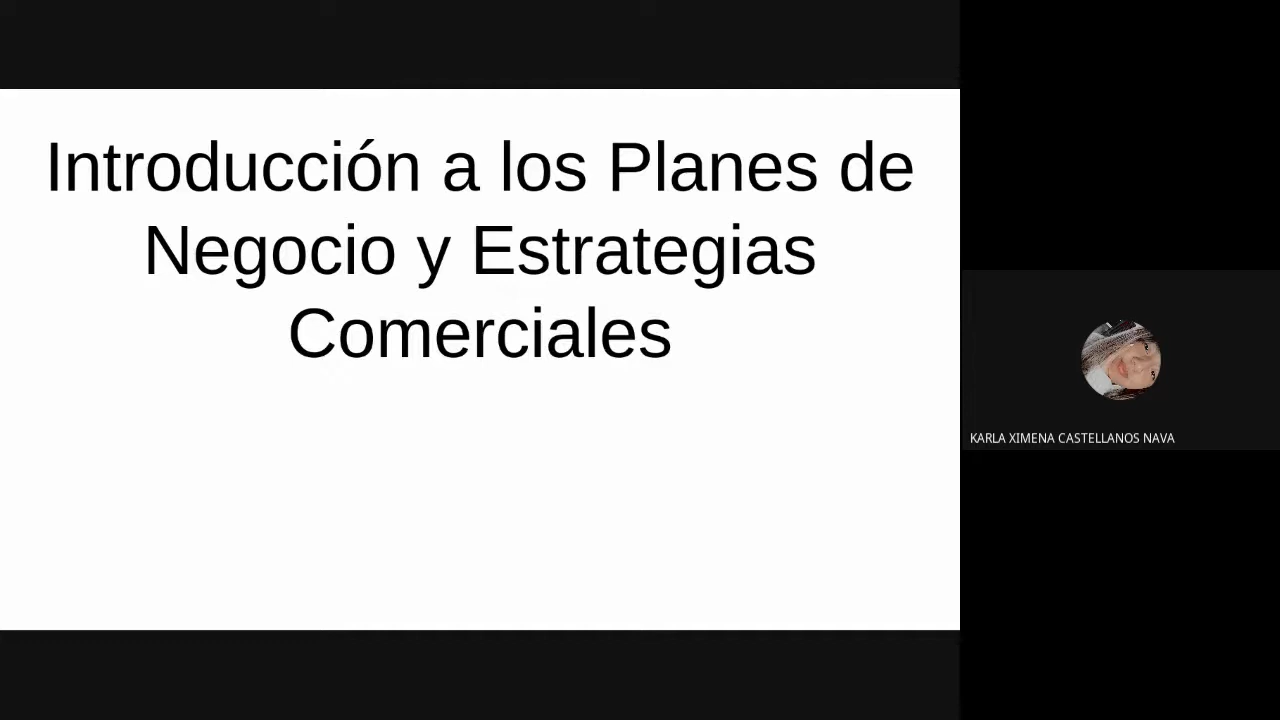 Introducción a los Planes de
Negocio y Estrategias
Comerciales
KARLA XIMENA CASTELLANOS NAVA